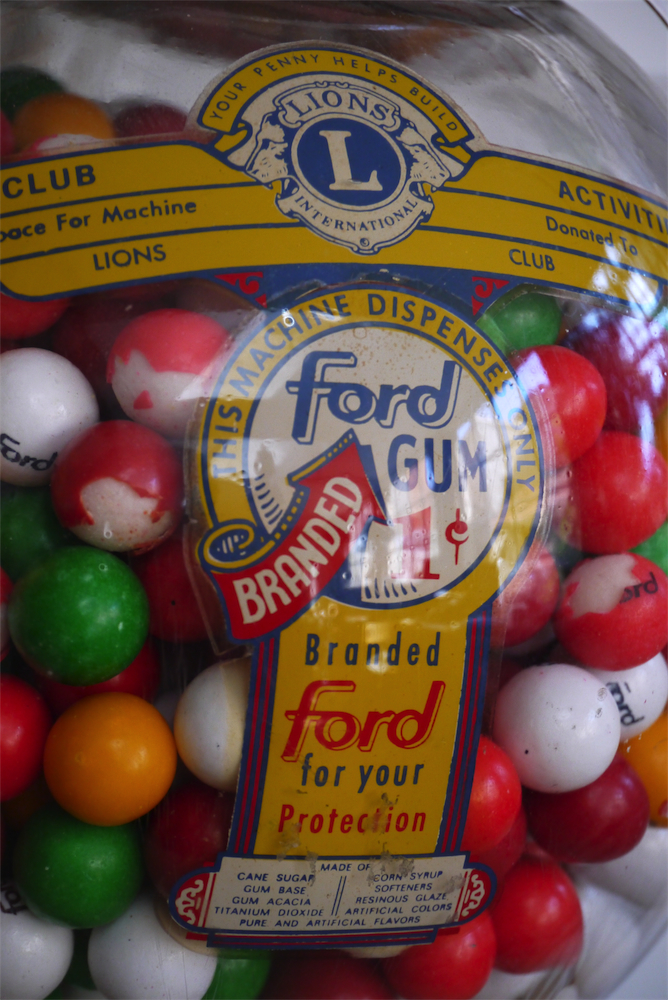 YOUR PENNY HELPS BUILD
LIONS
L
INTERNATIONAL
®
CLUB
ACTIVITI
pace For Machine
Donated To
LIONS
CLUB
THIS MACHINE DISPENSES ONLY
ford
GUM
BRANDED
1¢
Branded
ford
for your
Protection
MADE OF
CANE SUGAR
CORN SYRUP
GUM BASE
SOFTENERS
GUM ACACIA
RESINOUS GLAZE
TITANIUM DIOXIDE
ARTIFICIAL COLORS
PURE AND ARTIFICIAL FLAVORS
ford
ord
ord